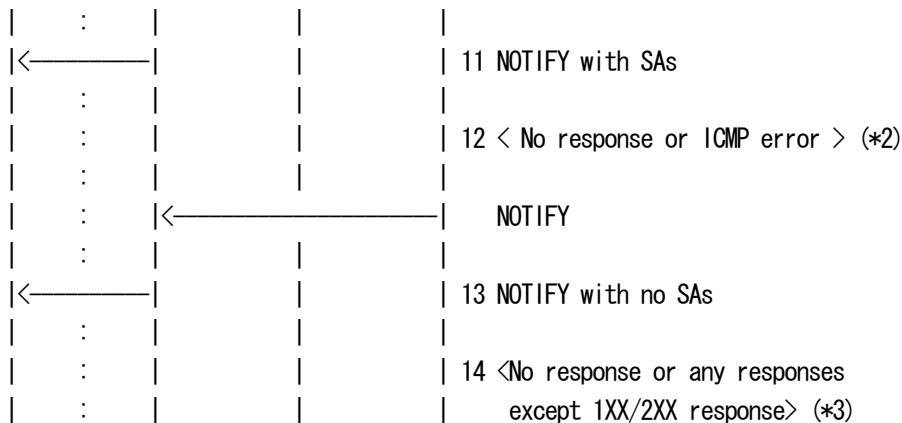 11 NOTIFY with SAs
12 < No response or ICMP error > (*2)
NOTIFY
13 NOTIFY with no SAs
14 <No response or any responses
except 1XX/2XX response> (*3)